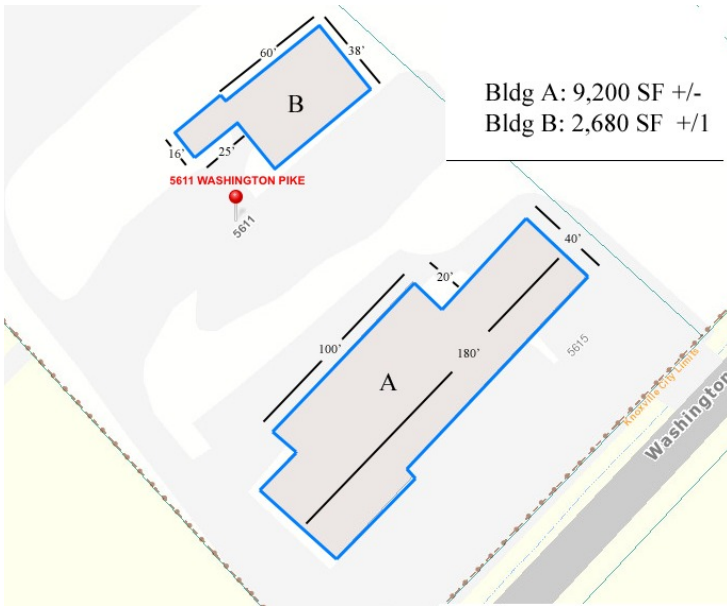 60'
38'
Bldg A: 9,200 SF +/-
Bldg B: 2,680 SF +/1
B
16'
25'
5611 WASHINGTON PIKE
5611
40'
20'
100'
180'
5615
A
Knoxville City Limits
Washington